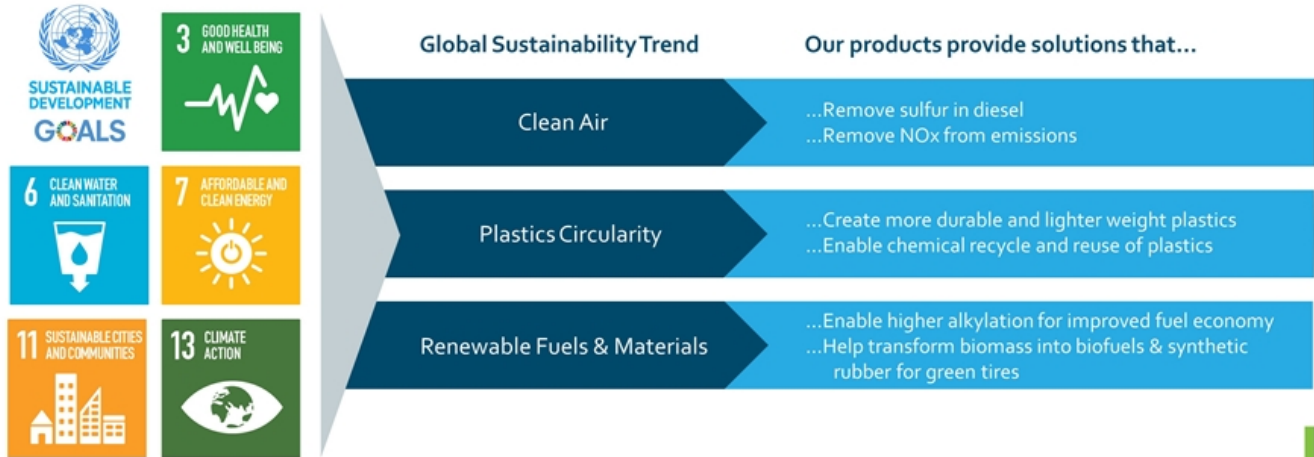 SUSTAINABLE
DEVELOPMENT
GOALS
3 GOOD HEALTH
AND WELL BEING
6 CLEAN WATER
AND SANITATION
7 AFFORDABLE AND
CLEAN ENERGY
11 SUSTAINABLE CITIES
AND COMMUNITIES
13 CLIMATE
ACTION
Global Sustainability Trend
Our products provide solutions that...
Clean Air
...Remove sulfur in diesel
...Remove NOx from emissions
Plastics Circularity
...Create more durable and lighter weight plastics
...Enable chemical recycle and reuse of plastics
Renewable Fuels & Materials
...Enable higher alkylation for improved fuel economy
...Help transform biomass into biofuels & synthetic
rubber for green tires